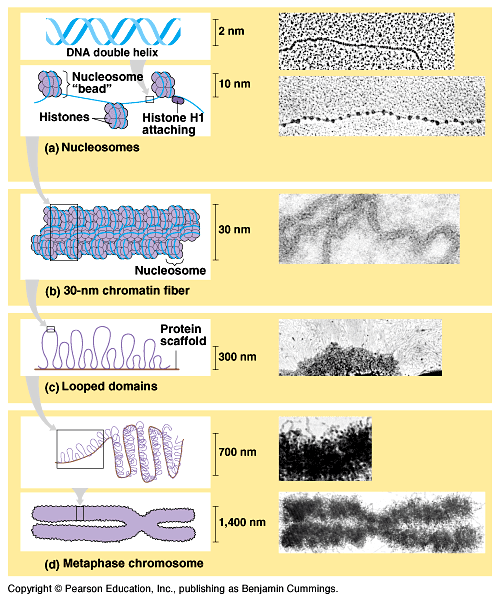 2 nm
DNA double helix
Nucleosome
"bead"
10 nm
Histones
Histone H1
attaching
(a) Nucleosomes
30 nm
Nucleosome
(b) 30-nm chromatin fiber
Protein
scaffold
300 nm
(c) Looped domains
700 nm
1,400 nm
(d) Metaphase chromosome
Copyright © Pearson Education, Inc., publishing as Benjamin Cummings.